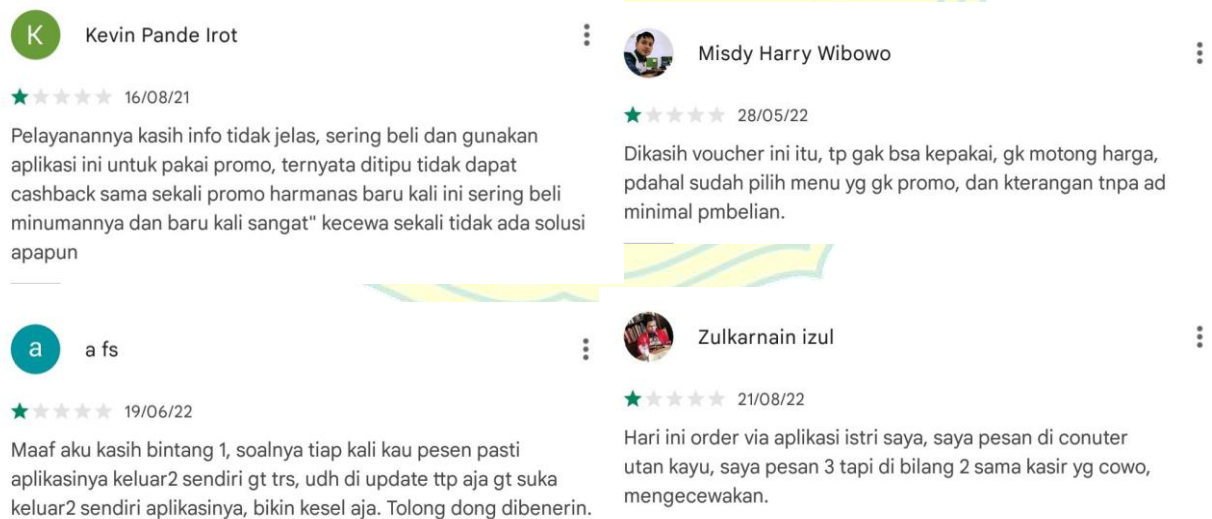 K
Kevin Pande Irot
16/08/21
Pelayanannya kasih info tidak jelas, sering beli dan gunakan
aplikasi ini untuk pakai promo, ternyata ditipu tidak dapat
cashback sama sekali promo harmanas baru kali ini sering beli
minumannya dan baru kali sangat" kecewa sekali tidak ada solusi
apapun
Misdy Harry Wibowo
28/05/22
Dikasih voucher ini itu, tp gak bsa kepakai, gk motong harga,
pdahal sudah pilih menu yg gk promo, dan kterangan tnpa ad
minimal pmbelian.
a
a fs
19/06/22
Maaf aku kasih bintang 1, soalnya tiap kali kau pesen pasti
aplikasinya keluar2 sendiri gt trs, udh di update ttp aja gt suka
keluar2 sendiri aplikasinya, bikin kesel aja. Tolong dong dibenerin.
Zulkarnain izul
21/08/22
Hari ini order via aplikasi istri saya, saya pesan di conuter
utan kayu, saya pesan 3 tapi di bilang 2 sama kasir yg cowo,
mengecewakan.